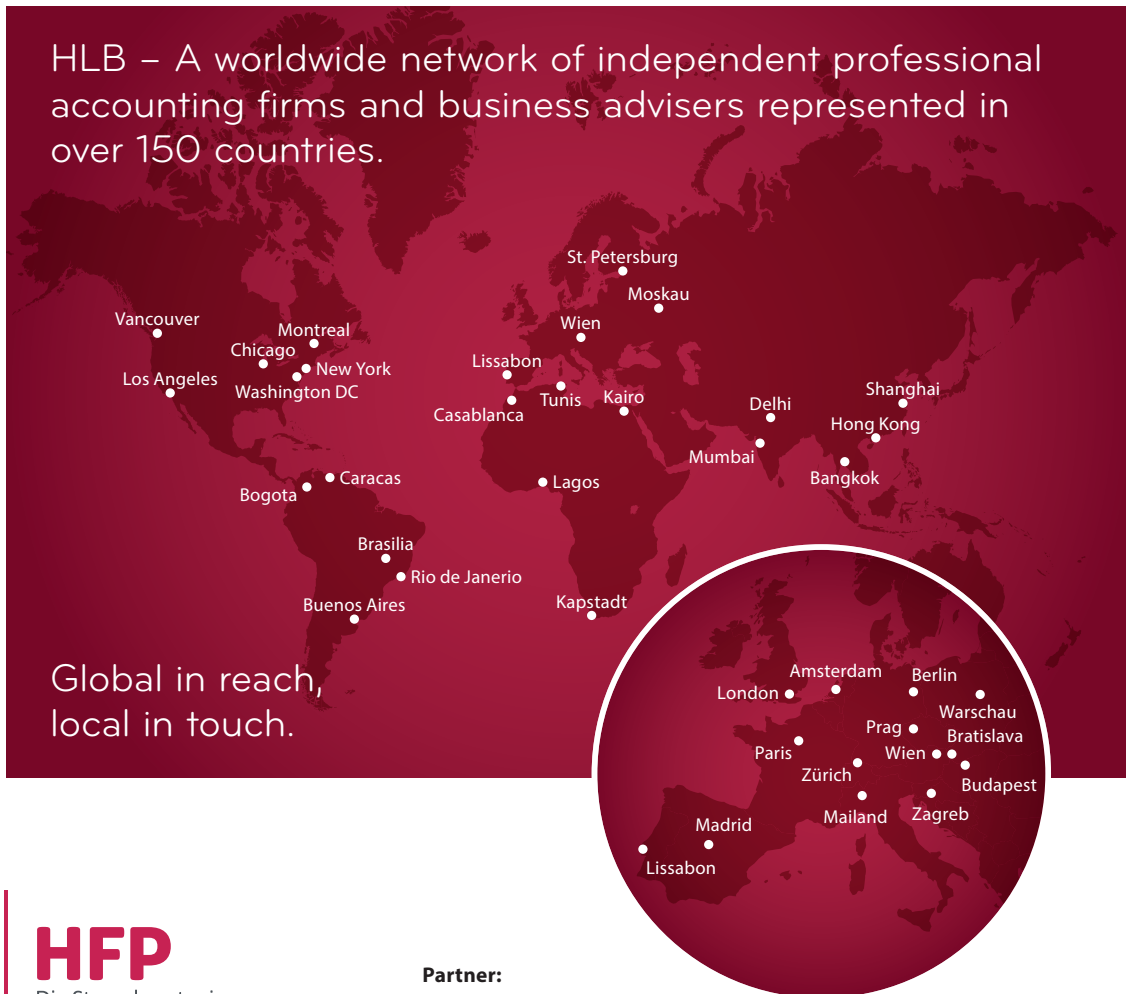 HLB – A worldwide network of independent professional
accounting firms and business advisers represented in
over 150 countries.
St. Petersburg
Moskau
Vancouver
Montreal
Wien
Chicago
New York
Lissabon
Los Angeles
Washington DC
Tunis
Kairo
Casablanca
Delhi
Shanghai
Hong Kong
Mumbai
Bangkok
Caracas
Bogota
Lagos
Brasilia
Rio de Janerio
Buenos Aires
Kapstadt
Global in reach,
local in touch.
Amsterdam
Berlin
London
Warschau
Prag
Bratislava
Paris
Wien
Zürich
Budapest
Mailand
Zagreb
Madrid
Lissabon
HFP
Partner: